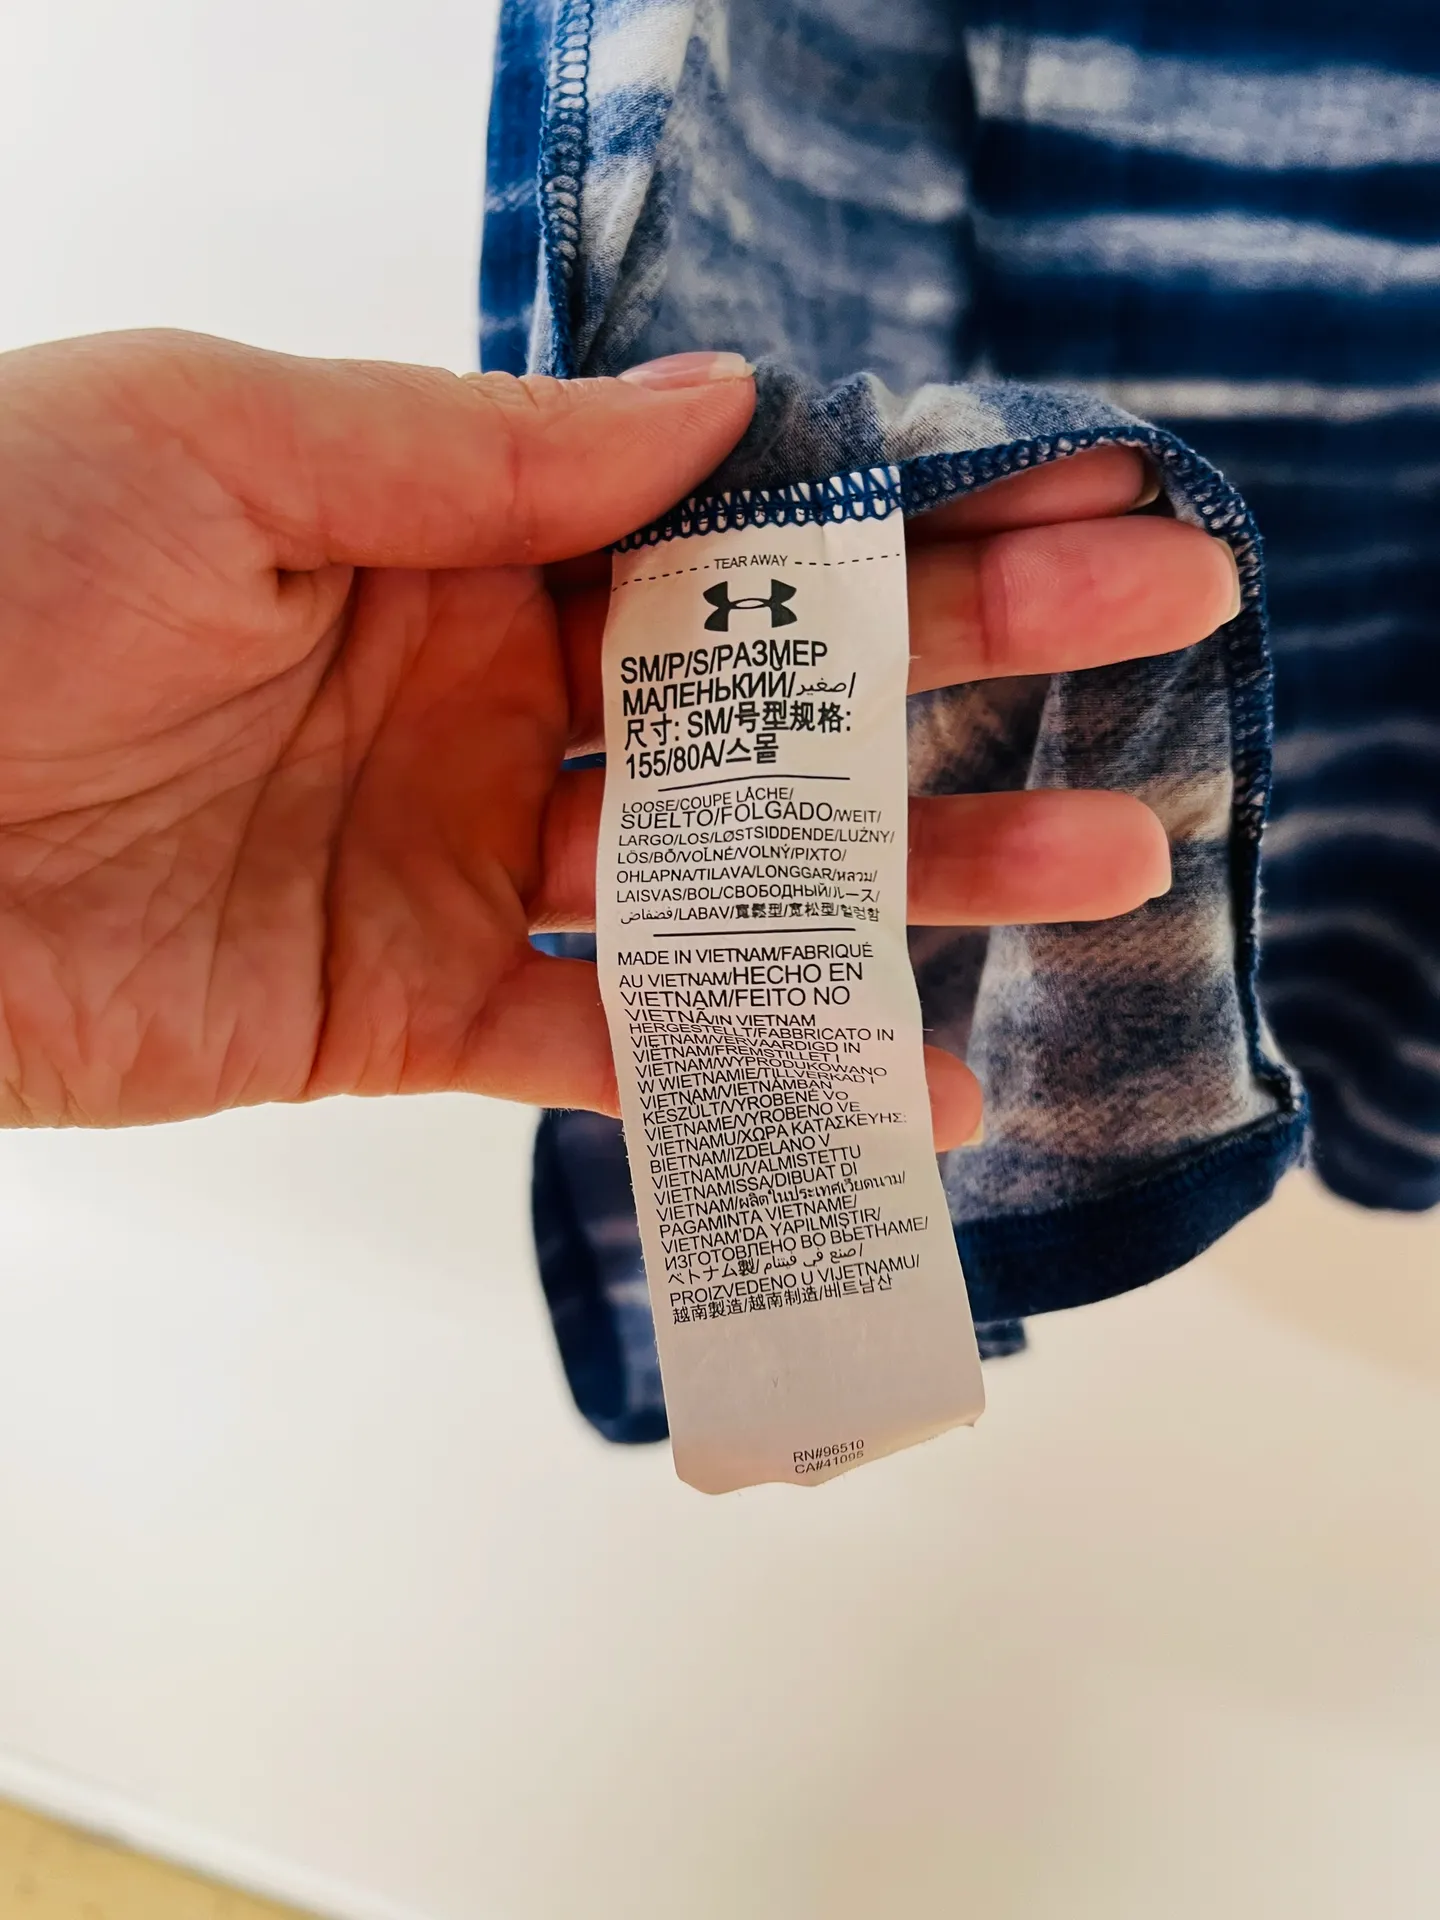 TEAR AWAY
SM/P/S/РАЗМЕР
МАЛЕНЬКИЙ/صغير/
尺寸: SM/号型规格:
155/80A/스몰
LOOSE/COUPE LÂCHE/
SUELTO/FOLGADO/WEIT/
LARGO/LOS/LØSTSIDDENDE/LUŹNY/
LÖS/BŐ/VOĽNÉ/VOLNÝ/ΡΙΧΤΟ/
OHLAPNA/TILAVA/LONGGAR/หลวม/
LAISVAS/BOL/СВОБОДНЫЙ/ルース/
فضفاض/LABAV/寬鬆型/宽松型/헐렁함
MADE IN VIETNAM/FABRIQUÉ
AU VIETNAM/HECHO EN
VIETNAM/FEITO NO
VIETNÃ/IN VIETNAM
HERGESTELLT/FABBRICATO IN
VIETNAM/VERVAARDIGD IN
VIETNAM/FREMSTILLET I
VIETNAM/WYPRODUKOWANO
W WIETNAMIE/TILLVERKAD I
VIETNAM/VIETNÁMBAN
KÉSZÜLT/VYROBENÉ VO
VIETNAME/VYROBENO VE
VIETNAMU/ΧΩΡΑ ΚΑΤΑΣΚΕΥΗΣ:
ΒΙΕΤΝΑΜ/IZDELANO V
VIETNAMU/VALMISTETTU
VIETNAMISSA/DIBUAT DI
VIETNAM/ผลิตในประเทศเวียดนาม/
PAGAMINTA VIETNAME/
VIETNAM'DA YAPILMIŞTIR/
ИЗГОТОВЛЕНО ВО ВЬЕТНАМЕ/
ベトナム製/صنع في فيتنام/
PROIZVEDENO U VIJETNAMU/
越南製造/越南制造/베트남산
RN#96510
CA#41095